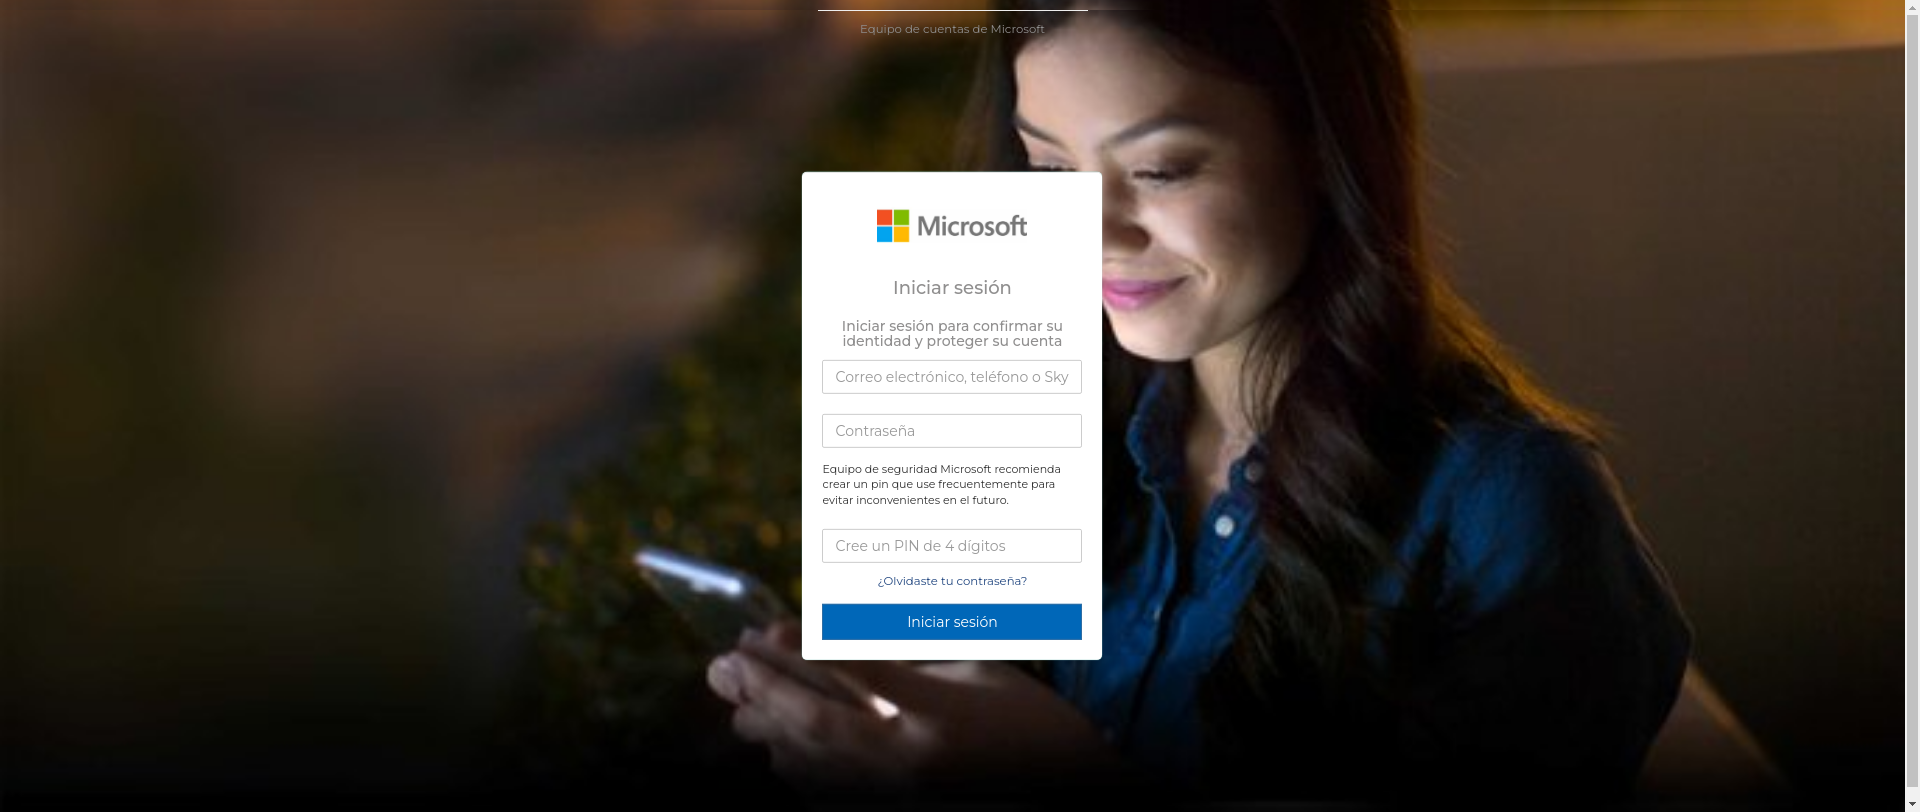 Equipo de cuentas de Microsoft
Microsoft
Iniciar sesión
Iniciar sesión para confirmar su
identidad y proteger su cuenta
Correo electrónico, teléfono o Sky
Contraseña
Equipo de seguridad Microsoft recomienda
crear un pin que use frecuentemente para
evitar inconvenientes en el futuro.
Cree un PIN de 4 dígitos
¿Olvidaste tu contraseña?
Iniciar sesión